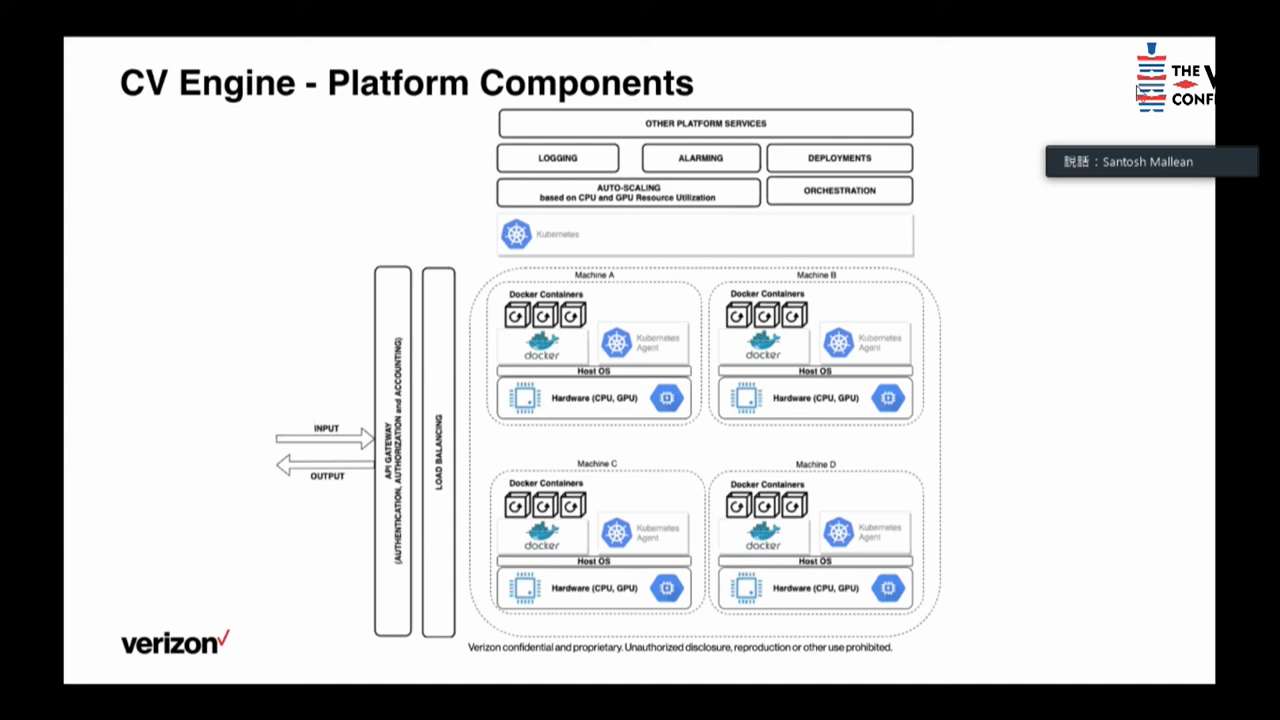 CV Engine - Platform Components
THE V
CONF
説話：Santosh Mallean
OTHER PLATFORM SERVICES
LOGGING
ALARMING
DEPLOYMENTS
AUTO-SCALING
based on CPU and GPU Resource Utilization
ORCHESTRATION
Kubernetes
INPUT
OUTPUT
API GATEWAY
(AUTHENTICATION, AUTHORIZATION and ACCOUNTING)
LOAD BALANCING
Machine A
Docker Containers
docker
Kubernetes
Agent
Host OS
Hardware (CPU, GPU)
Machine B
Docker Containers
docker
Kubernetes
Agent
Host OS
Hardware (CPU, GPU)
Machine C
Docker Containers
docker
Kubernetes
Agent
Host OS
Hardware (CPU, GPU)
Machine D
Docker Containers
docker
Kubernetes
Agent
Host OS
Hardware (CPU, GPU)
verizon
Verizon confidential and proprietary. Unauthorized disclosure, reproduction or other use prohibited.